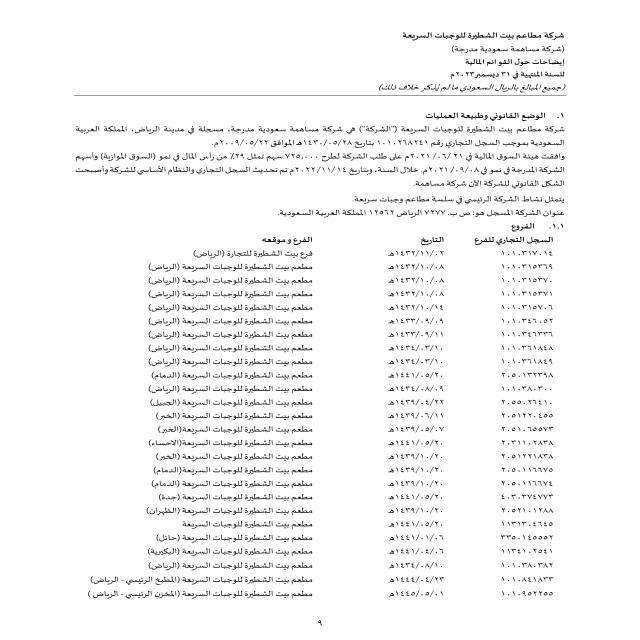 شركة مطاعم بيت الشطيرة للوجبات السريعة
(شركة مساهمة سعودية مدرجة)
إيضاحات حول القوائم المالية
للسنة المنتهية في ٣١ ديسمبر ٢٠٢٣م
(جميع المبالغ بالريال السعودي ما لم يُذكر خلاف ذلك)
١. الوضع القانوني وطبيعة العمليات
شركة مطاعم بيت الشطيرة للوجبات السريعة ("الشركة") هي شركة مساهمة سعودية مدرجة، مسجلة في مدينة الرياض، المملكة العربية
السعودية بموجب السجل التجاري رقم ١٠١٠٢٦٨٢٤١ بتاريخ ١٤٣٠/٠٥/٢٨هـ الموافق ٢٠٠٩/٠٥/٢٢م.
وافقت هيئة السوق المالية في ٢١ /٢٠٢١/٠٦م على طلب الشركة لطرح ٧٢٥,٠٠٠ سهم تمثل ٢٩٪ من رأس المال في نمو (السوق الموازية) وأسهم
الشركة المدرجة في نمو في ٢٠٢١/٠٩/٠٨م. خلال السنة، وبتاريخ ٢٠٢٢/١١/١٤م تم تحديث السجل التجاري والنظام الأساسي للشركة وأصبحت
الشكل القانوني للشركة الآن شركة مساهمة.
يتمثل نشاط الشركة الرئيسي في سلسة مطاعم وجبات سريعة.
عنوان الشركة المسجل هو: ص ب. ٧٢٧٧ الرياض ١٢٥٦٢ المملكة العربية السعودية.
١.١ الفروع
الفرع و موقعه التاريخ السجل التجاري للفرع
فرع بيت الشطيرة للتجارة (الرياض) ١٤٣٢/١١/٠٢هـ ١٠١٠٣١٧٠١٤
مطعم بيت الشطيرة للوجبات السريعة (الرياض) ١٤٣٢/١٠/٠٨هـ ١٠١٠٣١٥٣٦٩
مطعم بيت الشطيرة للوجبات السريعة (الرياض) ١٤٣٢/١٠/٠٨هـ ١٠١٠٣١٥٣٧٠
مطعم بيت الشطيرة للوجبات السريعة (الرياض) ١٤٣٢/١٠/٠٨هـ ١٠١٠٣١٥٣٧١
مطعم بيت الشطيرة للوجبات السريعة (الرياض) ١٤٣٢/١٠/١٤هـ ١٠١٠٣١٥٧٠٦
مطعم بيت الشطيرة للوجبات السريعة (الرياض) ١٤٣٣/٠٩/٠٩هـ ١٠١٠٣٤٦٠٥٢
مطعم بيت الشطيرة للوجبات السريعة (الرياض) ١٤٣٣/٠٩/١١هـ ١٠١٠٣٤٦٣٣٦
مطعم بيت الشطيرة للوجبات السريعة (الرياض) ١٤٣٤/٠٣/١٠هـ ١٠١٠٣٦١٨٤٨
مطعم بيت الشطيرة للوجبات السريعة (الرياض) ١٤٣٤/٠٣/١٠هـ ١٠١٠٣٦١٨٤٩
مطعم بيت الشطيرة للوجبات السريعة (الدمام) ١٤٤١/٠٥/٢٠هـ ٢٠٥٠١٣٢٣٩٨
مطعم بيت الشطيرة للوجبات السريعة (الرياض) ١٤٣٤/٠٨/٠٩هـ ١٠١٠٣٨٠٣٠٠
مطعم بيت الشطيرة للوجبات السريعة (الجبيل) ١٤٣٩/٠٤/٢٢هـ ٢٠٥٥٠٢٦٤١٠
مطعم بيت الشطيرة للوجبات السريعة (الخبر) ١٤٣٩/٠٦/١١هـ ٢٠٥١٢٢٠٤٥٥
مطعم بيت الشطيرة للوجبات السريعة(الخبر) ١٤٣٩/٠٥/٠٧هـ ٢٠٥١٠٦٥٥٧٣
مطعم بيت الشطيرة للوجبات السريعة(الاحساء) ١٤٤١/٠٥/٢٠هـ ٢٠٣١١٠٢٨٣٨
مطعم بيت الشطيرة للوجبات السريعة (الخبر) ١٤٣٩/١٠/٢٠هـ ٢٠٥١٢٢١٨٣٨
مطعم بيت الشطيرة للوجبات السريعة(الدمام) ١٤٣٩/١٠/٢٠هـ ٢٠٥٠١١٦٦٧٥
مطعم بيت الشطيرة للوجبات السريعة (الدمام) ١٤٣٩/١٠/٢٠هـ ٢٠٥٠١١٦٦٧٤
مطعم بيت الشطيرة للوجبات السريعة (جدة) ١٤٤١/٠٥/٢٠هـ ٤٠٣٠٣٧٤٧٧٣
مطعم بيت الشطيرة للوجبات السريعة (الظهران) ١٤٣٩/١٠/٢٠هـ ٢٠٥٢١٠١٢٨٨
مطعم بيت الشطيرة للوجبات السريعة ١٤٤١/٠٥/٢٠هـ ١١٣١٣٠٤٦٤٥
مطعم بيت الشطيرة للوجبات السريعة (حائل) ١٤٤١/٠١/٠٦هـ ٣٣٥٠١٤٥٥٥٢
مطعم بيت الشطيرة للوجبات السريعة (البكيرية) ١٤٤١/٠٤/٠٦هـ ١١٣٤١٠٢٥٤١
مطعم بيت الشطيرة للوجبات السريعة (الرياض) ١٤٣٤/٠٨/١٠هـ ١٠١٠٣٨٠٣٨٢
مطعم بيت الشطيرة للوجبات السريعة (المطبخ الرئيسي - الرياض) ١٤٤٤/٠٤/٢٣هـ ١٠١٠٨٤١٨٣٣
مطعم بيت الشطيرة للوجبات السريعة (المخزن الرئيسي - الرياض ) ١٤٤٥/٠٥/٠١هـ ١٠١٠٩٥٢٢٥٥
٩